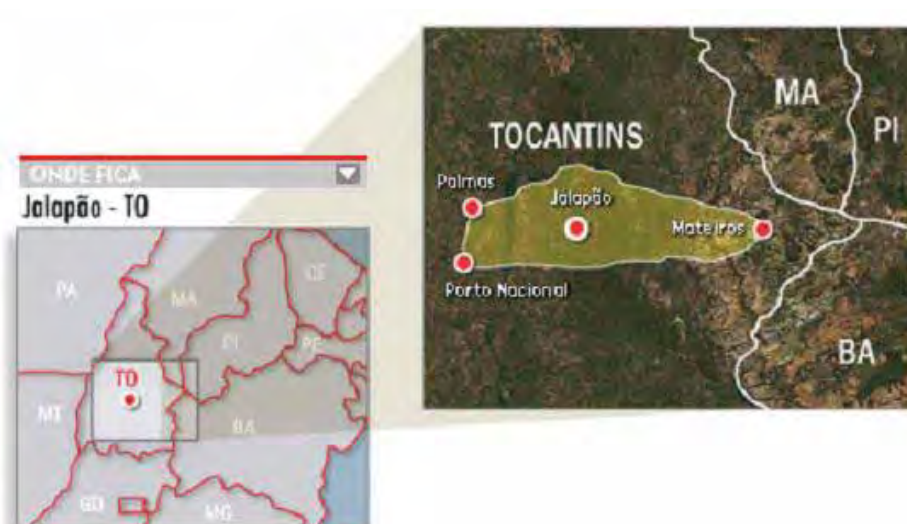 ONDE FICA
Jalapão - TO
PA
MA
CE
PI
PE
TO
MT
BA
GO
MG
TOCANTINS
MA
PI
Palmas
Jalapão
Mateiros
Porto Nacional
BA